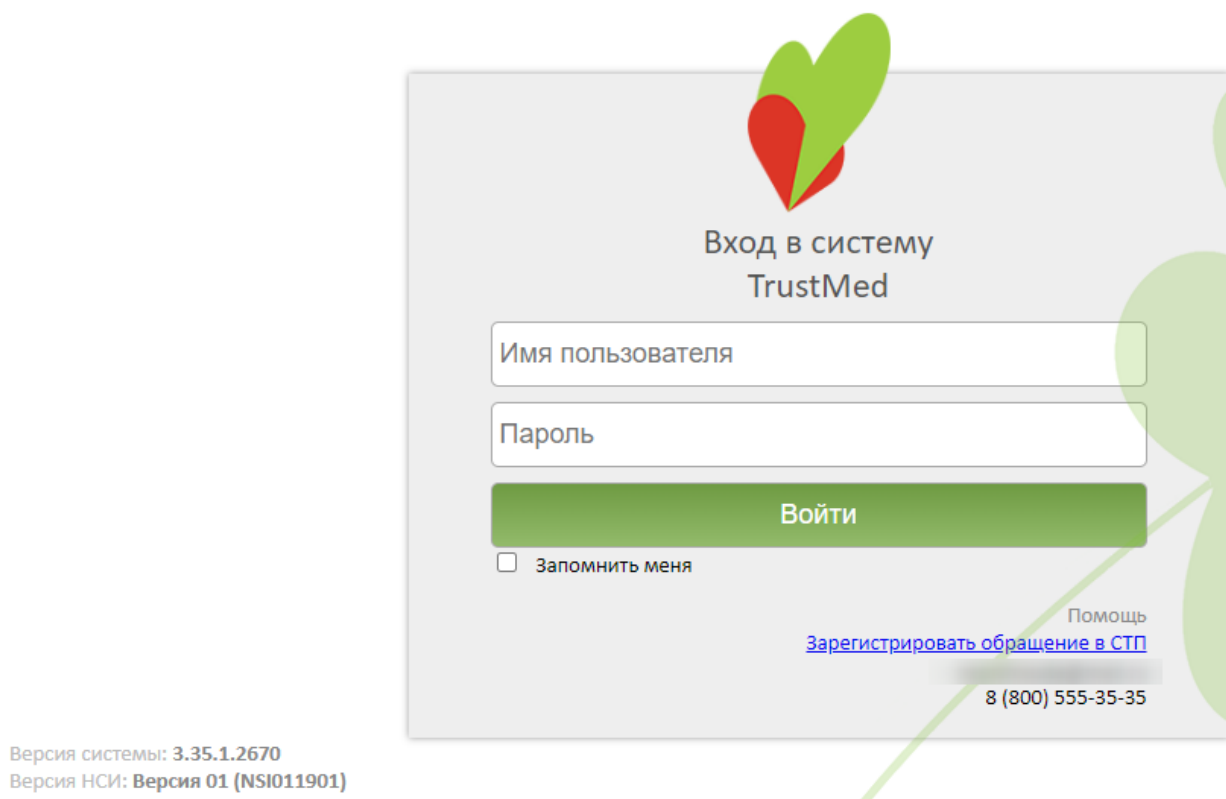 Вход в систему
TrustMed
Имя пользователя
Пароль
Войти
Запомнить меня
Помощь
Зарегистрировать обращение в СТП
8 (800) 555-35-35
Версия системы: 3.35.1.2670
Версия НСИ: Версия 01 (NSI011901)